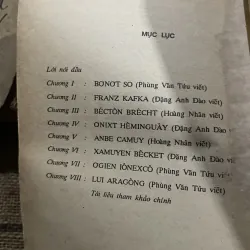 MỤC LỤC
Lời nói đầu
Chương I : BONOT SO (Phùng Văn Tửu viết)
Chương II : FRANZ KAFKA (Đặng Anh Đào viết)
Chương III : BÉCTÔN BRÊCHT (Hoàng Nhân viết)
Chương IV : ONIXT HÊMINGUÂY (Đặng Anh Đào
Chương V : ANBE CAMUY (Hoàng Nhân viết)
Chương VI : XAMUYEN BÊCKET (Đặng Anh Đào vi
Chương VII : OGIEN IÔNEXCÔ (Phùng Văn Tửu viết
Chương VIII : LUI ARAGÔNG (Phùng Văn Tửu viết)
Tài liệu tham khảo chính